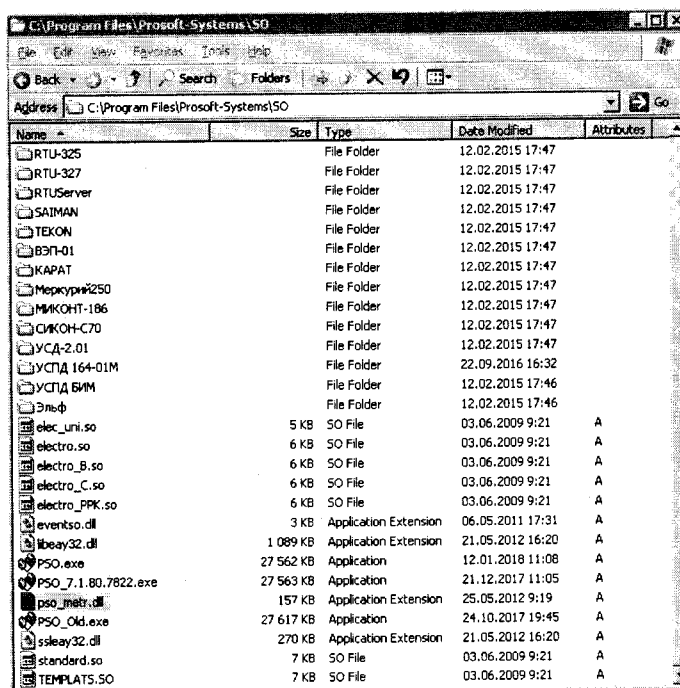 C:\Program Files\Prosoft-Systems\SO
File Edit View Favorites Tools Help
Back Search Folders
Address C:\Program Files\Prosoft-Systems\SO Go
Name Size Type Date Modified Attributes
RTU-325 File Folder 12.02.2015 17:47
RTU-327 File Folder 12.02.2015 17:47
RTUServer File Folder 12.02.2015 17:47
SAIMAN File Folder 12.02.2015 17:47
TEKON File Folder 12.02.2015 17:47
ВЭП-01 File Folder 12.02.2015 17:47
КАРАТ File Folder 12.02.2015 17:47
Меркурий250 File Folder 12.02.2015 17:47
МИКОНТ-186 File Folder 12.02.2015 17:47
СИКОН-С70 File Folder 12.02.2015 17:47
УСД-2.01 File Folder 12.02.2015 17:47
УСПД 164-01М File Folder 22.09.2016 16:32
УСПД БИМ File Folder 12.02.2015 17:46
Эльф File Folder 12.02.2015 17:46
elec_uni.so 5 KB SO File 03.06.2009 9:21 A
electro.so 6 KB SO File 03.06.2009 9:21 A
electro_B.so 6 KB SO File 03.06.2009 9:21 A
electro_C.so 6 KB SO File 03.06.2009 9:21 A
electro_PPK.so 6 KB SO File 03.06.2009 9:21 A
eventso.dll 3 KB Application Extension 06.05.2011 17:31 A
libeay32.dll 1 089 KB Application Extension 21.05.2012 16:20 A
PSO.exe 27 562 KB Application 12.01.2018 11:08 A
PSO_7.1.80.7822.exe 27 563 KB Application 21.12.2017 11:05 A
pso_metr.dll 157 KB Application Extension 25.05.2012 9:19 A
PSO_Old.exe 27 617 KB Application 24.10.2017 19:45 A
ssleay32.dll 270 KB Application Extension 21.05.2012 16:20 A
standard.so 7 KB SO File 03.06.2009 9:21 A
TEMPLATS.SO 7 KB SO File 03.06.2009 9:21 A